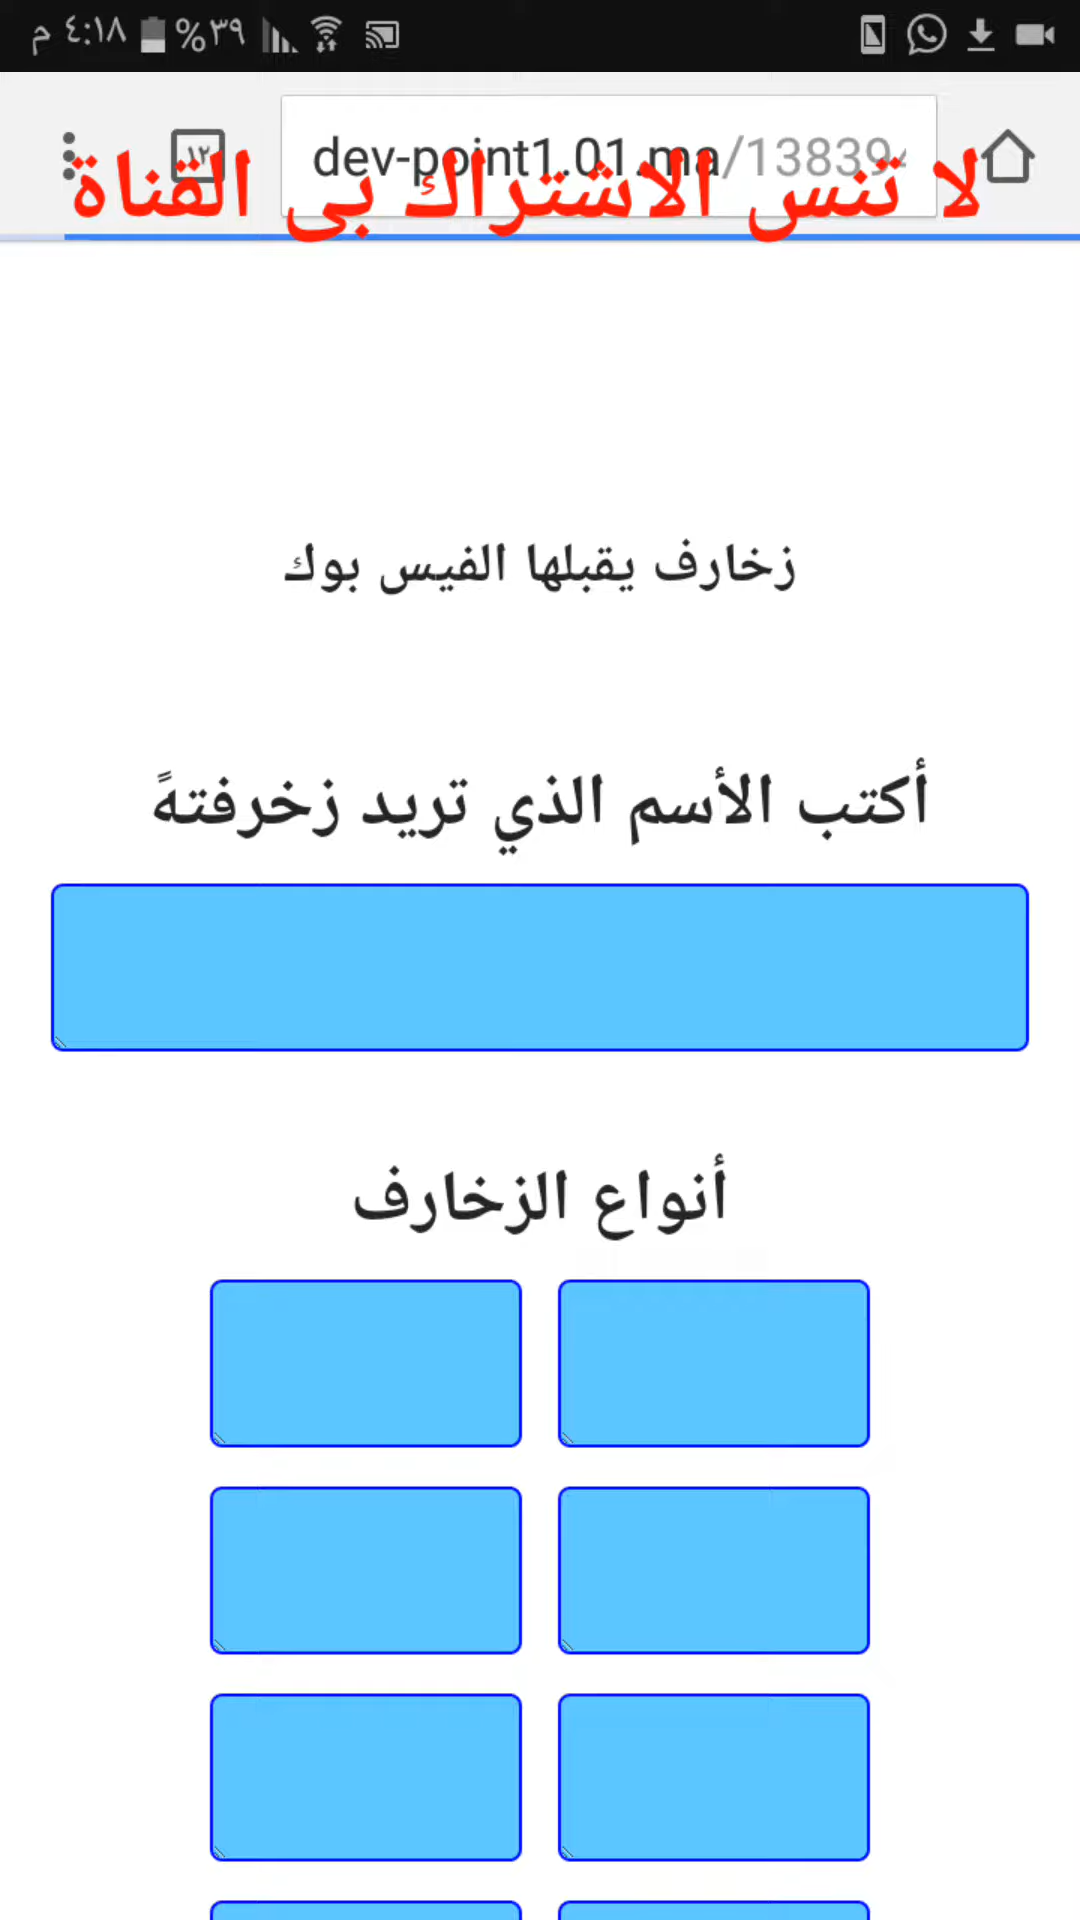 ٤:١٨ م ٣٩%
١٢
dev-point1.01.ma/13839
لا تنس الاشتراك بى القناة
زخارف يقبلها الفيس بوك
أكتب الأسم الذي تريد زخرفتهً
أنواع الزخارف